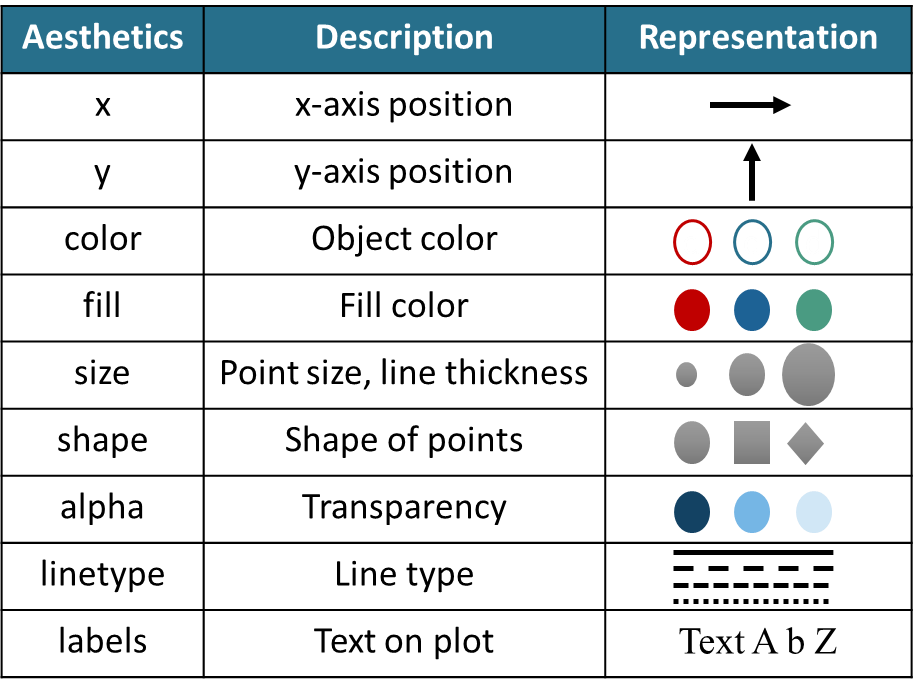 Aesthetics Description Representation
x x-axis position
y y-axis position
color Object color
fill Fill color
size Point size, line thickness
shape Shape of points
alpha Transparency
linetype Line type
labels Text on plot Text A b Z